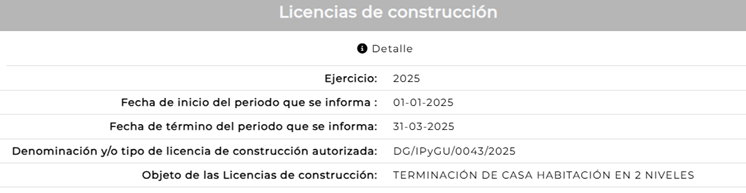 Licencias de construcción
Detalle
Ejercicio: 2025
Fecha de inicio del periodo que se informa : 01-01-2025
Fecha de término del periodo que se informa: 31-03-2025
Denominación y/o tipo de licencia de construcción autorizada: DG/IPyGU/0043/2025
Objeto de las Licencias de construcción: TERMINACIÓN DE CASA HABITACIÓN EN 2 NIVELES